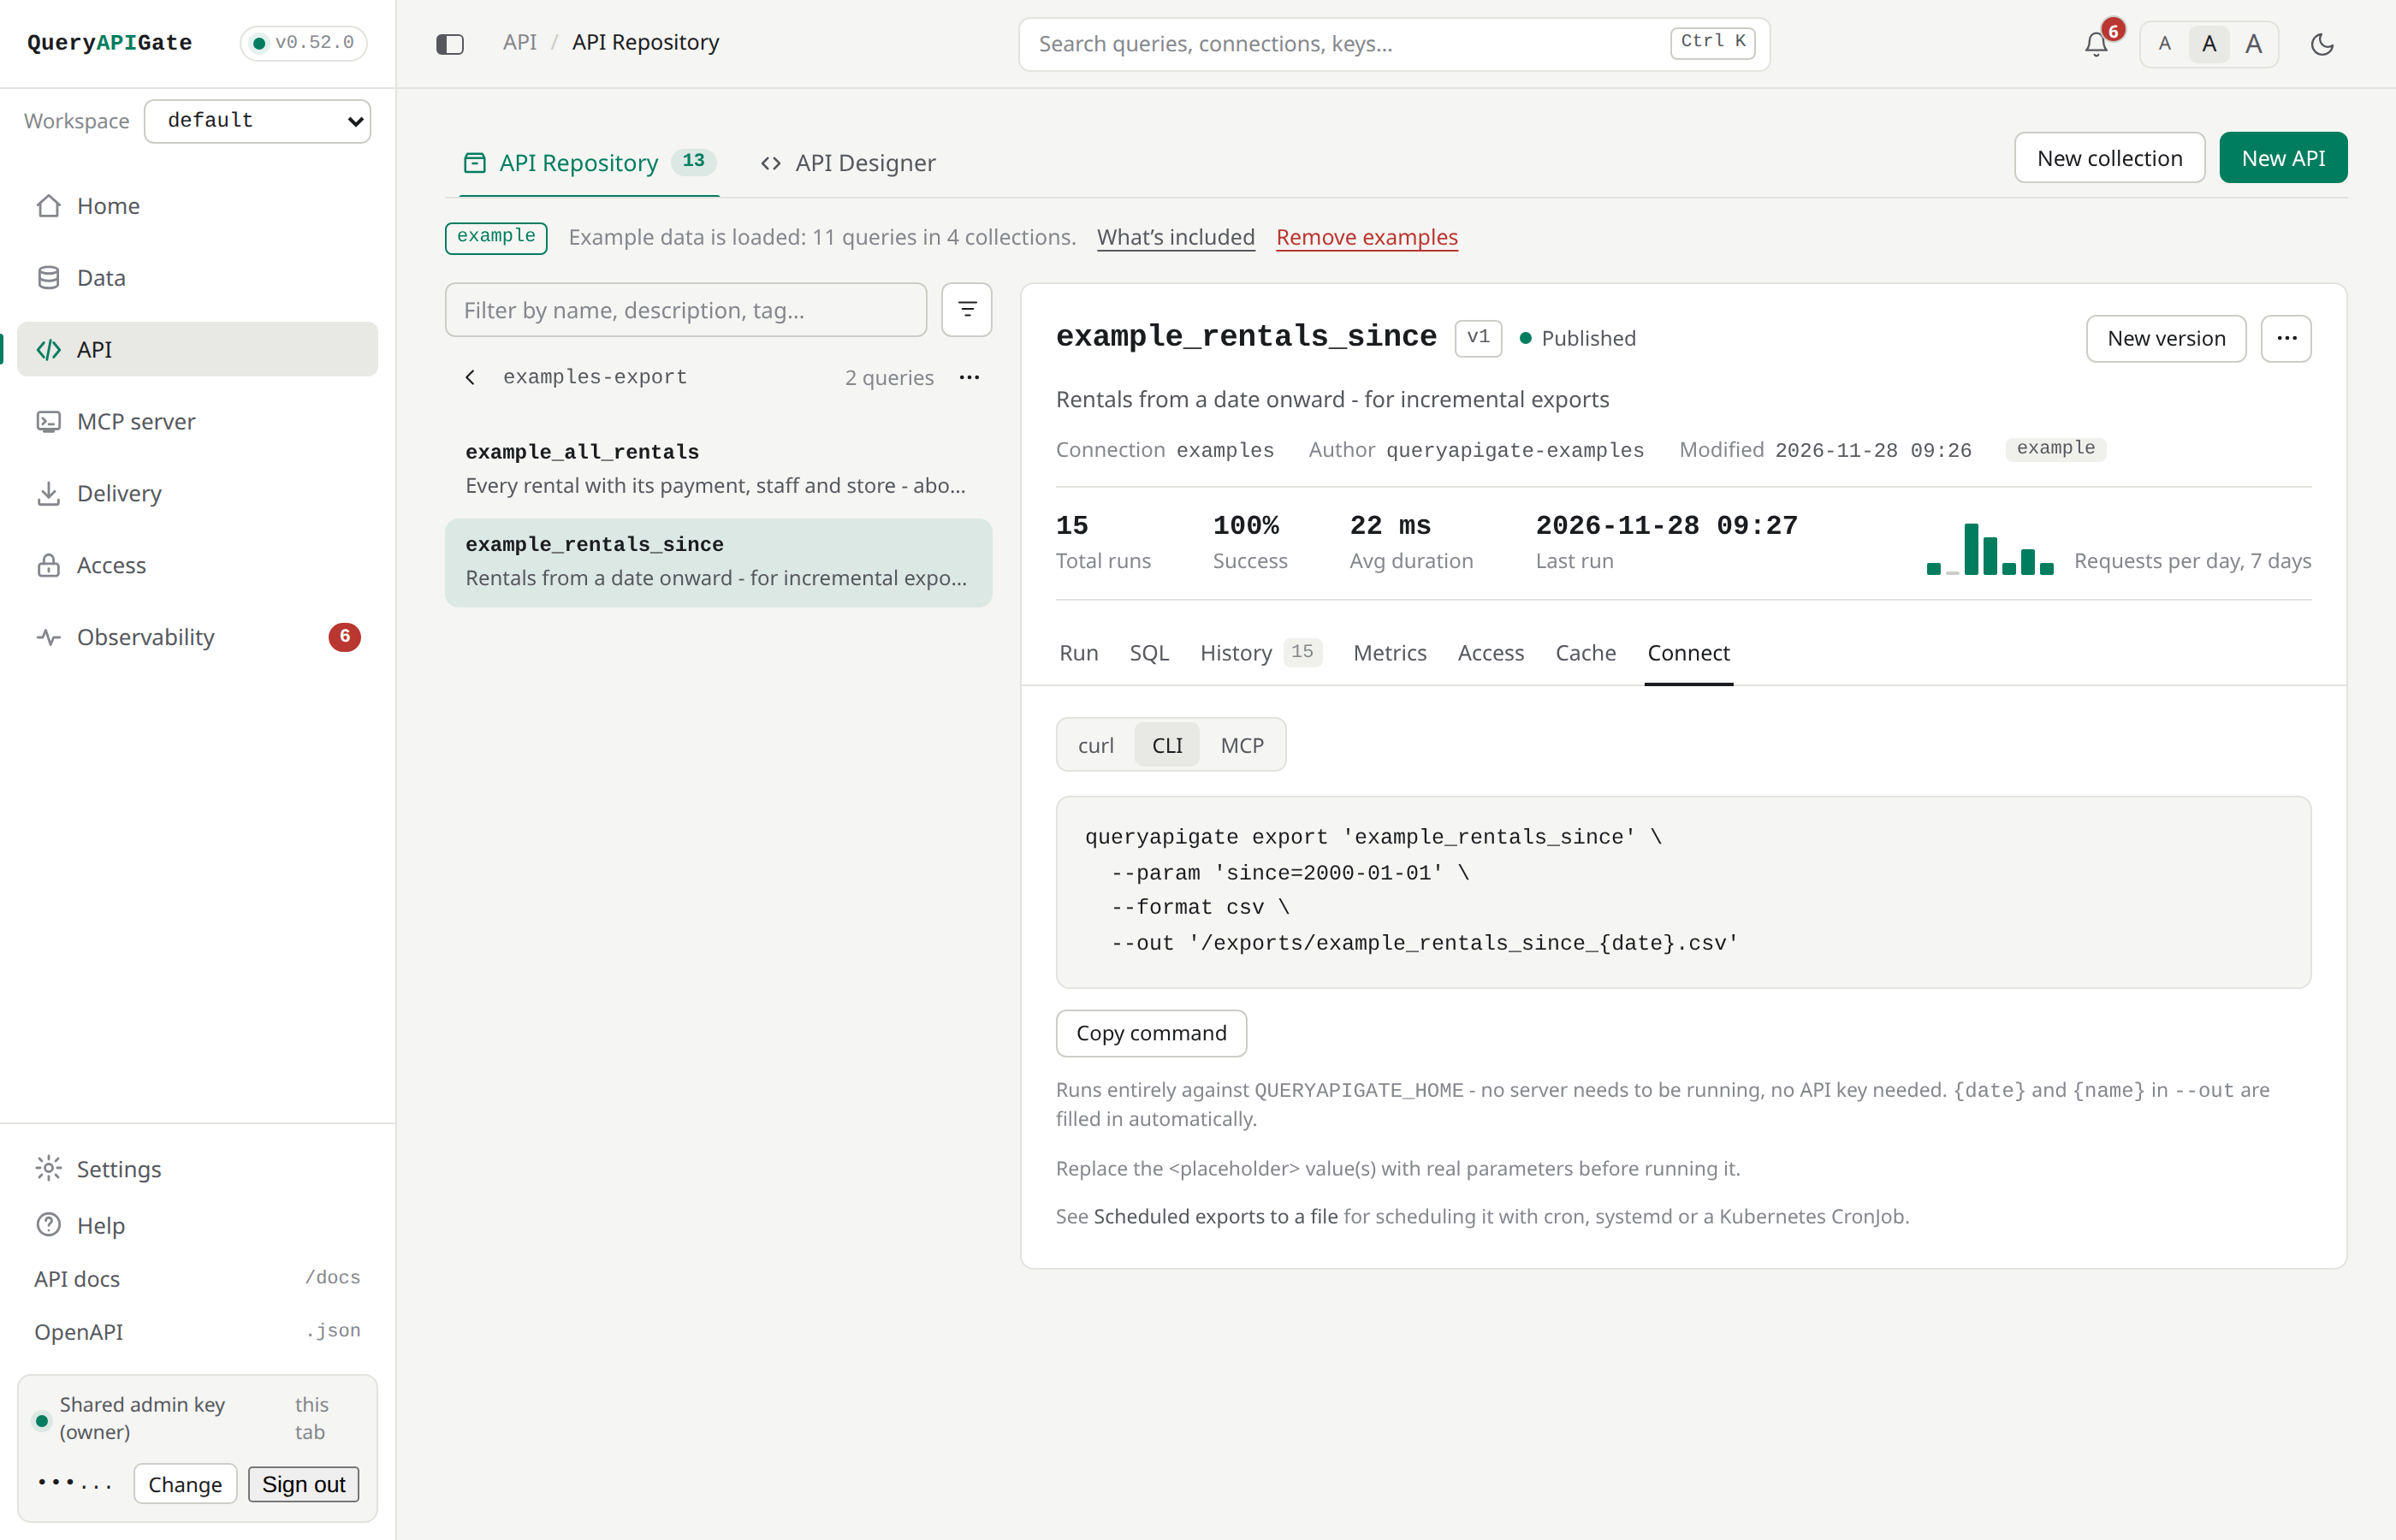 QueryAPIGate
v0.52.0
API / API Repository
Search queries, connections, keys...
Ctrl K
6
A A A
Workspace
default
Home
Data
API
MCP server
Delivery
Access
Observability
6
Settings
Help
API docs
/docs
OpenAPI
.json
Shared admin key (owner)
this tab
•••...
Change
Sign out
API Repository 13
API Designer
New collection
New API
example
Example data is loaded: 11 queries in 4 collections.
What's included
Remove examples
Filter by name, description, tag...
examples-export
2 queries
example_all_rentals
Every rental with its payment, staff and store - abo...
example_rentals_since
Rentals from a date onward - for incremental expo...
example_rentals_since
v1
Published
New version
Rentals from a date onward - for incremental exports
Connection examples
Author queryapigate-examples
Modified 2026-11-28 09:26
example
15
Total runs
100%
Success
22 ms
Avg duration
2026-11-28 09:27
Last run
Requests per day, 7 days
Run
SQL
History 15
Metrics
Access
Cache
Connect
curl
CLI
MCP
queryapigate export 'example_rentals_since' \
--param 'since=2000-01-01' \
--format csv \
--out '/exports/example_rentals_since_{date}.csv'
Copy command
Runs entirely against QUERYAPIGATE_HOME - no server needs to be running, no API key needed. {date} and {name} in --out are
filled in automatically.
Replace the <placeholder> value(s) with real parameters before running it.
See Scheduled exports to a file for scheduling it with cron, systemd or a Kubernetes CronJob.